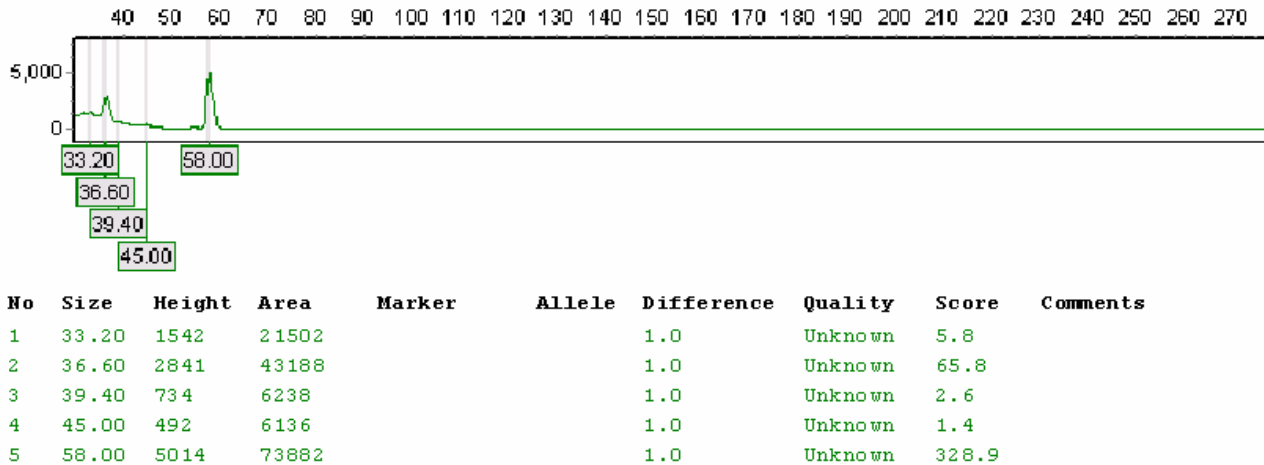 40 50 60 70 80 90 100 110 120 130 140 150 160 170 180 190 200 210 220 230 240 250 260 270
5,000
0
33.20 58.00
36.60
39.40
45.00
No Size Height Area Marker Allele Difference Quality Score Comments
1 33.20 1542 21502 1.0 Unknown 5.8
2 36.60 2841 43188 1.0 Unknown 65.8
3 39.40 734 6238 1.0 Unknown 2.6
4 45.00 492 6136 1.0 Unknown 1.4
5 58.00 5014 73882 1.0 Unknown 328.9